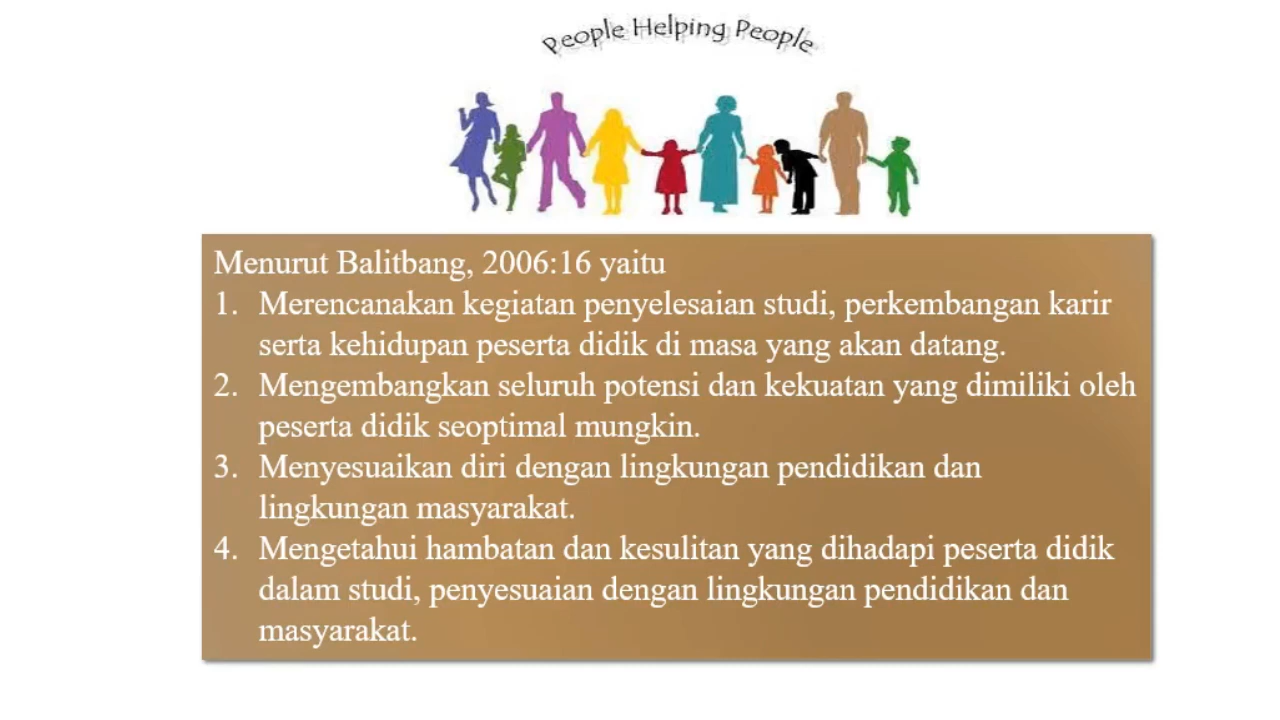 People Helping People
Menurut Balitbang, 2006:16 yaitu
1. Merencanakan kegiatan penyelesaian studi, perkembangan karir
serta kehidupan peserta didik di masa yang akan datang.
2. Mengembangkan seluruh potensi dan kekuatan yang dimiliki oleh
peserta didik seoptimal mungkin.
3. Menyesuaikan diri dengan lingkungan pendidikan dan
lingkungan masyarakat.
4. Mengetahui hambatan dan kesulitan yang dihadapi peserta didik
dalam studi, penyesuaian dengan lingkungan pendidikan dan
masyarakat.